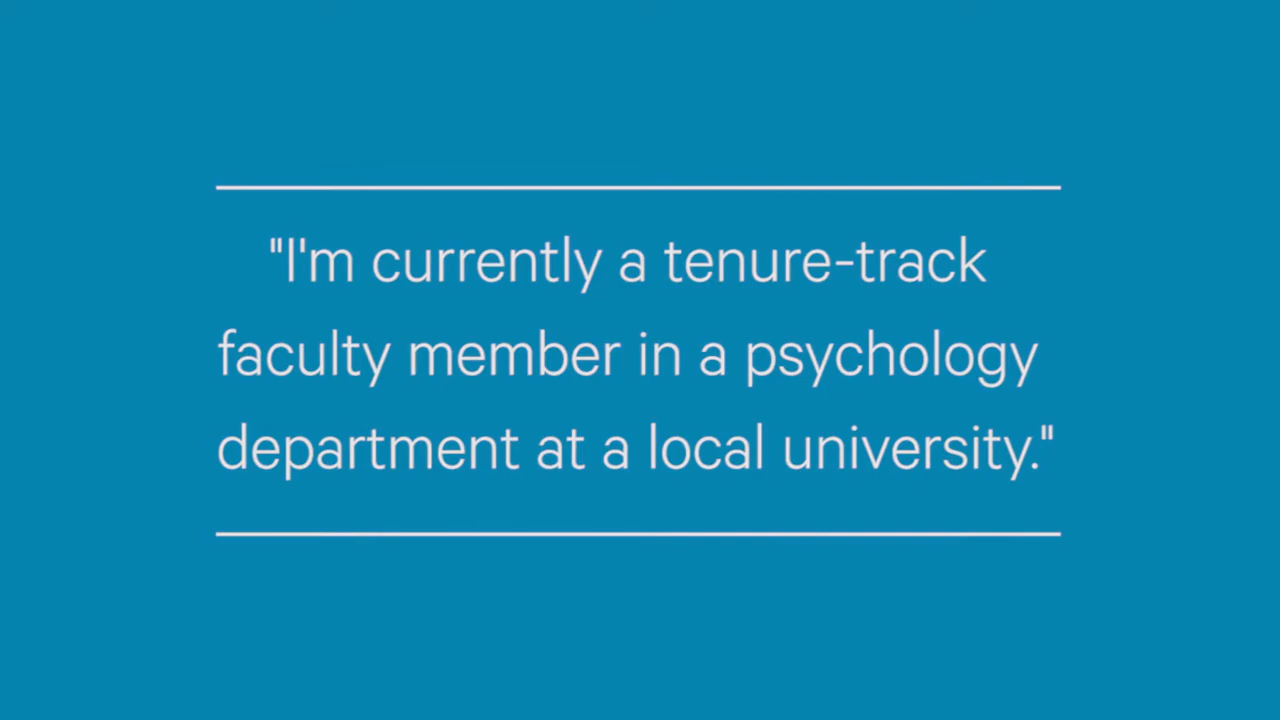 "I'm currently a tenure-track
faculty member in a psychology
department at a local university."